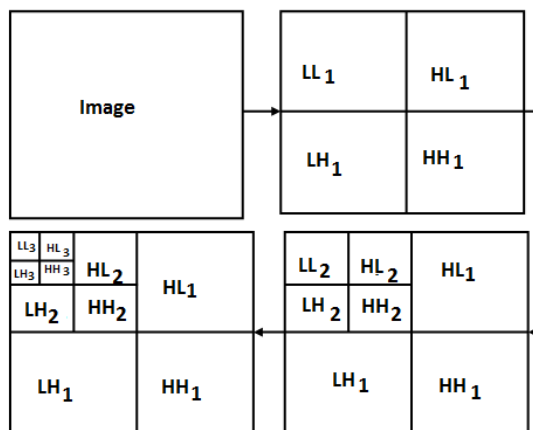 Image
LL1 HL1
LH1 HH1
LL3 HL3
LH3 HH3
HL2
HL1
LH2 HH2
LH1 HH1
LL2 HL2
HL1
LH2 HH2
LH1 HH1